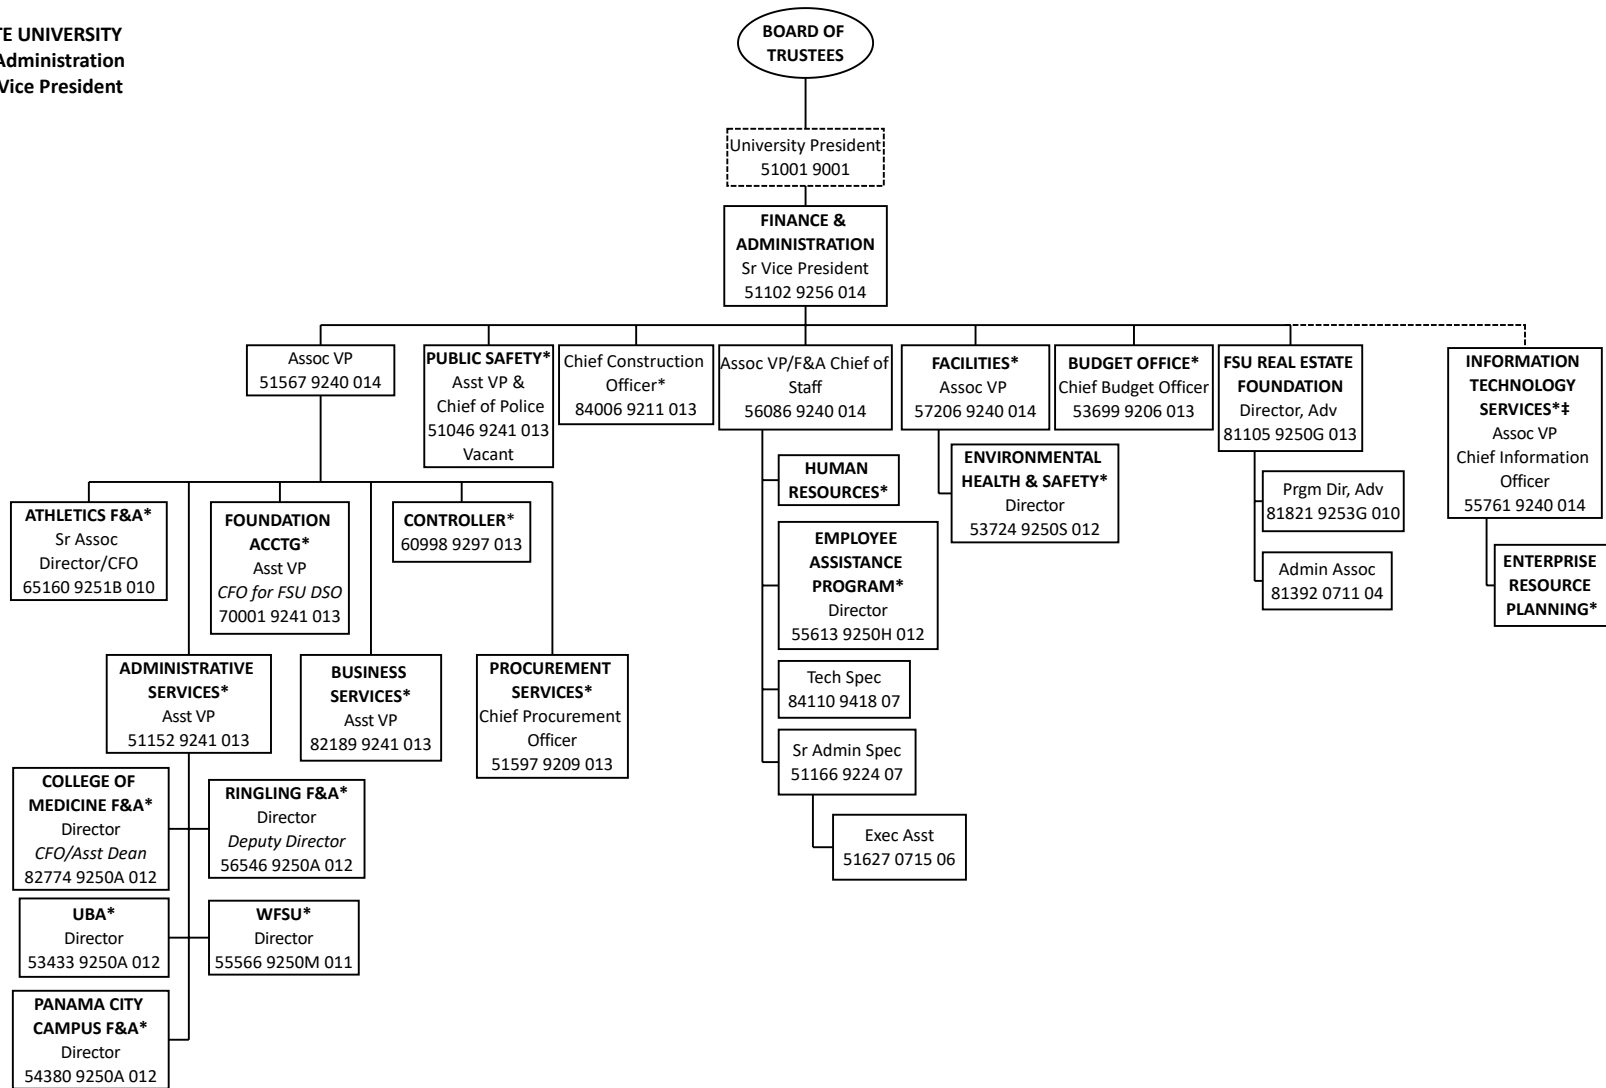 TE UNIVERSITY
Administration
Vice President
BOARD OF
TRUSTEES
University President
51001 9001
FINANCE &
ADMINISTRATION
Sr Vice President
51102 9256 014
Assoc VP
51567 9240 014
PUBLIC SAFETY*
Asst VP &
Chief of Police
51046 9241 013
Vacant
Chief Construction
Officer*
84006 9211 013
Assoc VP/F&A Chief of
Staff
56086 9240 014
FACILITIES*
Assoc VP
57206 9240 014
BUDGET OFFICE*
Chief Budget Officer
53699 9206 013
FSU REAL ESTATE
FOUNDATION
Director, Adv
81105 9250G 013
INFORMATION
TECHNOLOGY
SERVICES*‡
Assoc VP
Chief Information
Officer
55761 9240 014
HUMAN
RESOURCES*
ENVIRONMENTAL
HEALTH & SAFETY*
Director
53724 9250S 012
Prgm Dir, Adv
81821 9253G 010
ATHLETICS F&A*
Sr Assoc
Director/CFO
65160 9251B 010
FOUNDATION
ACCTG*
Asst VP
CFO for FSU DSO
70001 9241 013
CONTROLLER*
60998 9297 013
EMPLOYEE
ASSISTANCE
PROGRAM*
Director
55613 9250H 012
Admin Assoc
81392 0711 04
ENTERPRISE
RESOURCE
PLANNING*
ADMINISTRATIVE
SERVICES*
Asst VP
51152 9241 013
BUSINESS
SERVICES*
Asst VP
82189 9241 013
PROCUREMENT
SERVICES*
Chief Procurement
Officer
51597 9209 013
Tech Spec
84110 9418 07
Sr Admin Spec
51166 9224 07
COLLEGE OF
MEDICINE F&A*
Director
CFO/Asst Dean
82774 9250A 012
RINGLING F&A*
Director
Deputy Director
56546 9250A 012
Exec Asst
51627 0715 06
UBA*
Director
53433 9250A 012
WFSU*
Director
55566 9250M 011
PANAMA CITY
CAMPUS F&A*
Director
54380 9250A 012